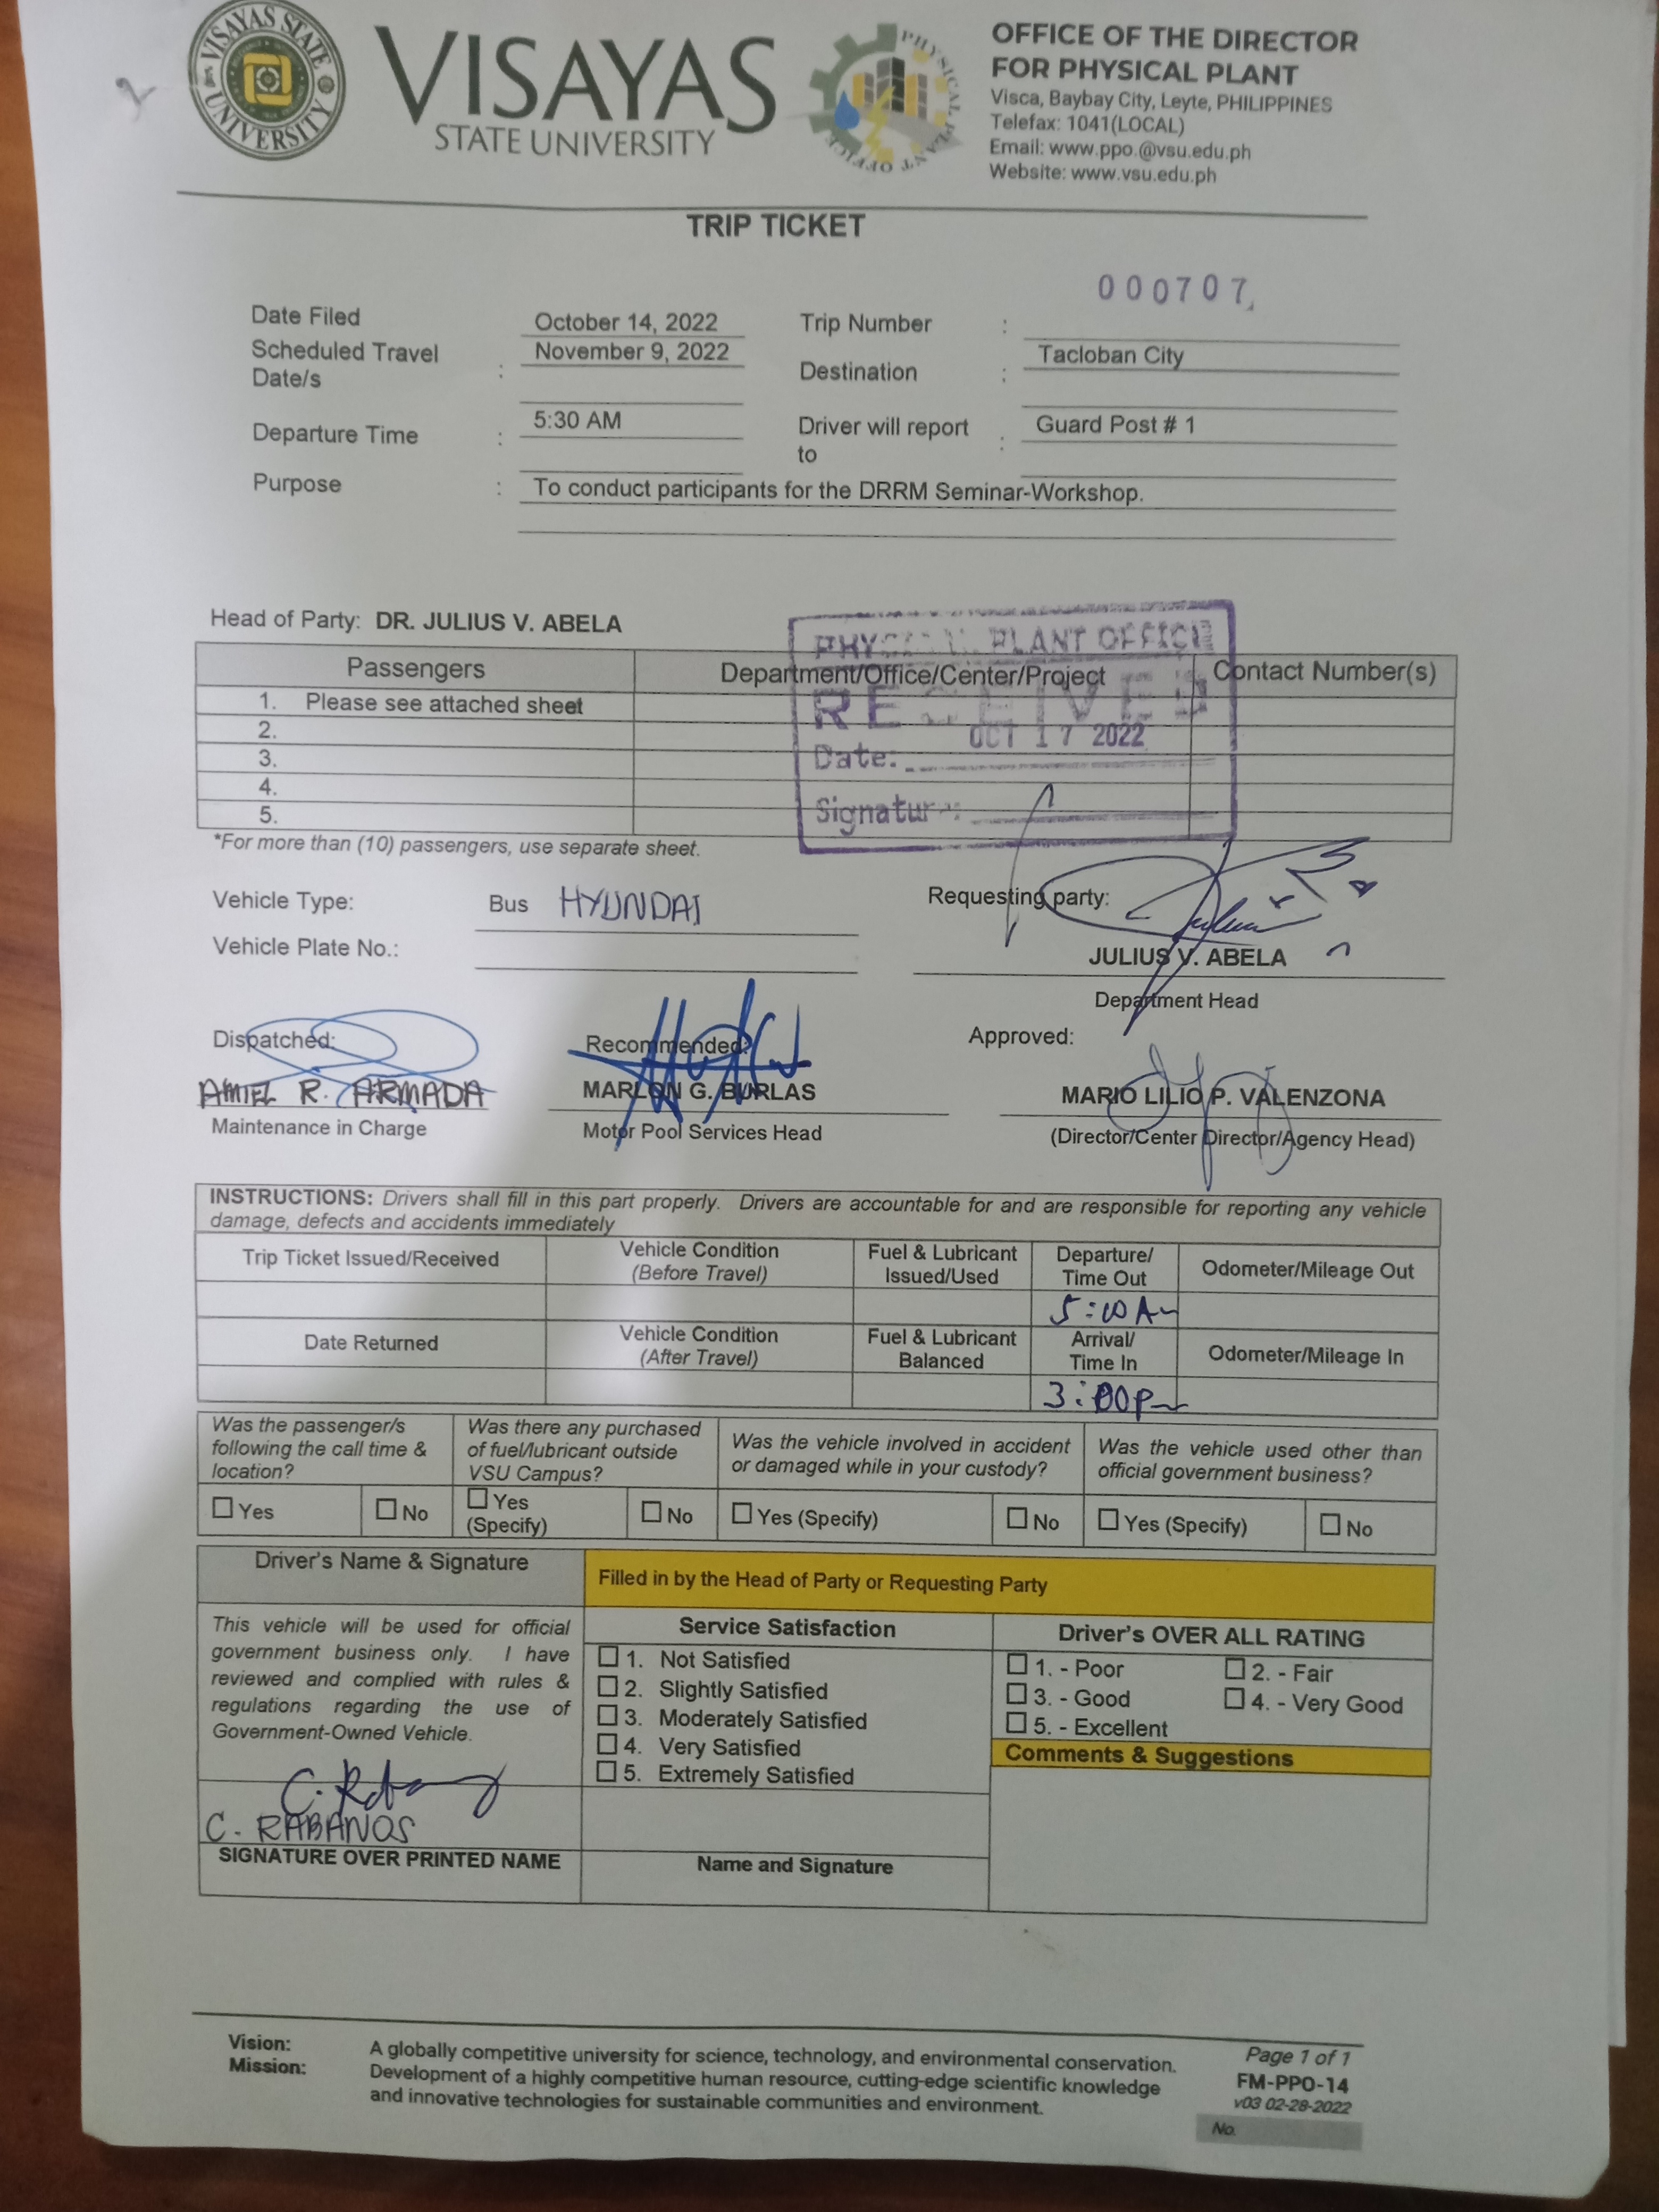 VISAYAS STATE UNIVERSITY
VISAYAS
STATE UNIVERSITY
PHYSICAL PLANT OFFICE
OFFICE OF THE DIRECTOR
FOR PHYSICAL PLANT
Visca, Baybay City, Leyte, PHILIPPINES
Telefax: 1041(LOCAL)
Email: www.ppo.@vsu.edu.ph
Website: www.vsu.edu.ph
2
TRIP TICKET
000707
Date Filed October 14, 2022 Trip Number :
Scheduled Travel Date/s : November 9, 2022 Destination : Tacloban City
Departure Time : 5:30 AM Driver will report to : Guard Post # 1
Purpose : To conduct participants for the DRRM Seminar-Workshop.
Head of Party: DR. JULIUS V. ABELA
PHYSICAL PLANT OFFICE
RECEIVED
Date: OCT 17 2022
Signature:
Passengers Department/Office/Center/Project Contact Number(s)
1. Please see attached sheet
2.
3.
4.
5.
*For more than (10) passengers, use separate sheet.
Vehicle Type: Bus HYUNDAI Requesting party:
Vehicle Plate No.: JULIUS V. ABELA
Department Head
Dispatched: Recommended: Approved:
AMIEL R. ARMADA MARLON G. BURLAS MARIO LILIO P. VALENZONA
Maintenance in Charge Motor Pool Services Head (Director/Center Director/Agency Head)
INSTRUCTIONS: Drivers shall fill in this part properly. Drivers are accountable for and are responsible for reporting any vehicle
damage, defects and accidents immediately
Trip Ticket Issued/Received Vehicle Condition (Before Travel) Fuel & Lubricant Issued/Used Departure/ Time Out Odometer/Mileage Out
5:00 Am
Date Returned Vehicle Condition (After Travel) Fuel & Lubricant Balanced Arrival/ Time In Odometer/Mileage In
3:00pm
Was the passenger/s following the call time & location? Was there any purchased of fuel/lubricant outside VSU Campus? Was the vehicle involved in accident or damaged while in your custody? Was the vehicle used other than official government business?
Yes No Yes (Specify) No Yes (Specify) No Yes (Specify) No
Driver's Name & Signature Filled in by the Head of Party or Requesting Party
This vehicle will be used for official
government business only. I have
reviewed and complied with rules &
regulations regarding the use of
Government-Owned Vehicle.
C. RABANOS
SIGNATURE OVER PRINTED NAME
Service Satisfaction
1. Not Satisfied
2. Slightly Satisfied
3. Moderately Satisfied
4. Very Satisfied
5. Extremely Satisfied
Name and Signature
Driver's OVER ALL RATING
1. - Poor 2. - Fair
3. - Good 4. - Very Good
5. - Excellent
Comments & Suggestions
Vision: A globally competitive university for science, technology, and environmental conservation.
Mission: Development of a highly competitive human resource, cutting-edge scientific knowledge
and innovative technologies for sustainable communities and environment.
Page 1 of 1
FM-PPO-14
v03 02-28-2022
No.